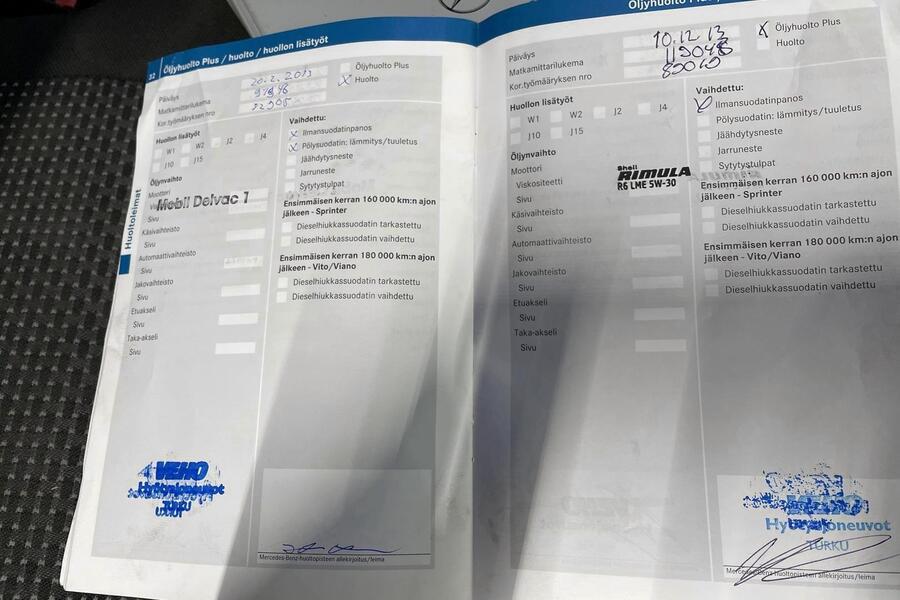 32 Öljyhuolto Plus / huolto / huollon lisätyöt
Päiväys 20.2.2013
Öljyhuolto Plus
Matkamittarilukema
X Huolto
Kor.työmääräyksen nro
Huollon lisätyöt
W1 W2 J2 J4
J10 J15
Vaihdettu:
X Ilmansuodatinpanos
X Pölysuodatin: lämmitys/tuuletus
Jäähdytysneste
Jarruneste
Sytytystulpat
Öljynvaihto
Moottori
Mobil Delvac 1
Sivu
Käsivaihteisto
Sivu
Automaattivaihteisto
Sivu
Jakovaihteisto
Sivu
Etuakseli
Sivu
Taka-akseli
Sivu
Ensimmäisen kerran 160 000 km:n ajon
jälkeen - Sprinter
Dieselhiukkassuodatin tarkastettu
Dieselhiukkassuodatin vaihdettu
Ensimmäisen kerran 180 000 km:n ajon
jälkeen - Vito/Viano
Dieselhiukkassuodatin tarkastettu
Dieselhiukkassuodatin vaihdettu
Huoltoleimat
VEHO
Hyötyajoneuvot
TURKU
Mercedes-Benz-huoltopisteen allekirjoitus/leima
Öljyhuolto
Päiväys 10.12.13
X Öljyhuolto Plus
Matkamittarilukema 119048
Huolto
Kor.työmääräyksen nro
Huollon lisätyöt
W1 W2 J2 J4
J10 J15
Vaihdettu:
Ilmansuodatinpanos
Pölysuodatin: lämmitys/tuuletus
Jäähdytysneste
Jarruneste
Sytytystulpat
Öljynvaihto
Moottori
Viskositeetti
Shell
RIMULA
R6 LME 5W-30
Sivu
Käsivaihteisto
Sivu
Automaattivaihteisto
Sivu
Jakovaihteisto
Sivu
Etuakseli
Sivu
Taka-akseli
Sivu
Ensimmäisen kerran 160 000 km:n ajon
jälkeen - Sprinter
Dieselhiukkassuodatin tarkastettu
Dieselhiukkassuodatin vaihdettu
Ensimmäisen kerran 180 000 km:n ajon
jälkeen - Vito/Viano
Dieselhiukkassuodatin tarkastettu
Dieselhiukkassuodatin vaihdettu
VEHO
Hyötyajoneuvot
TURKU
Mercedes-Benz huoltopisteen allekirjoitus/leima